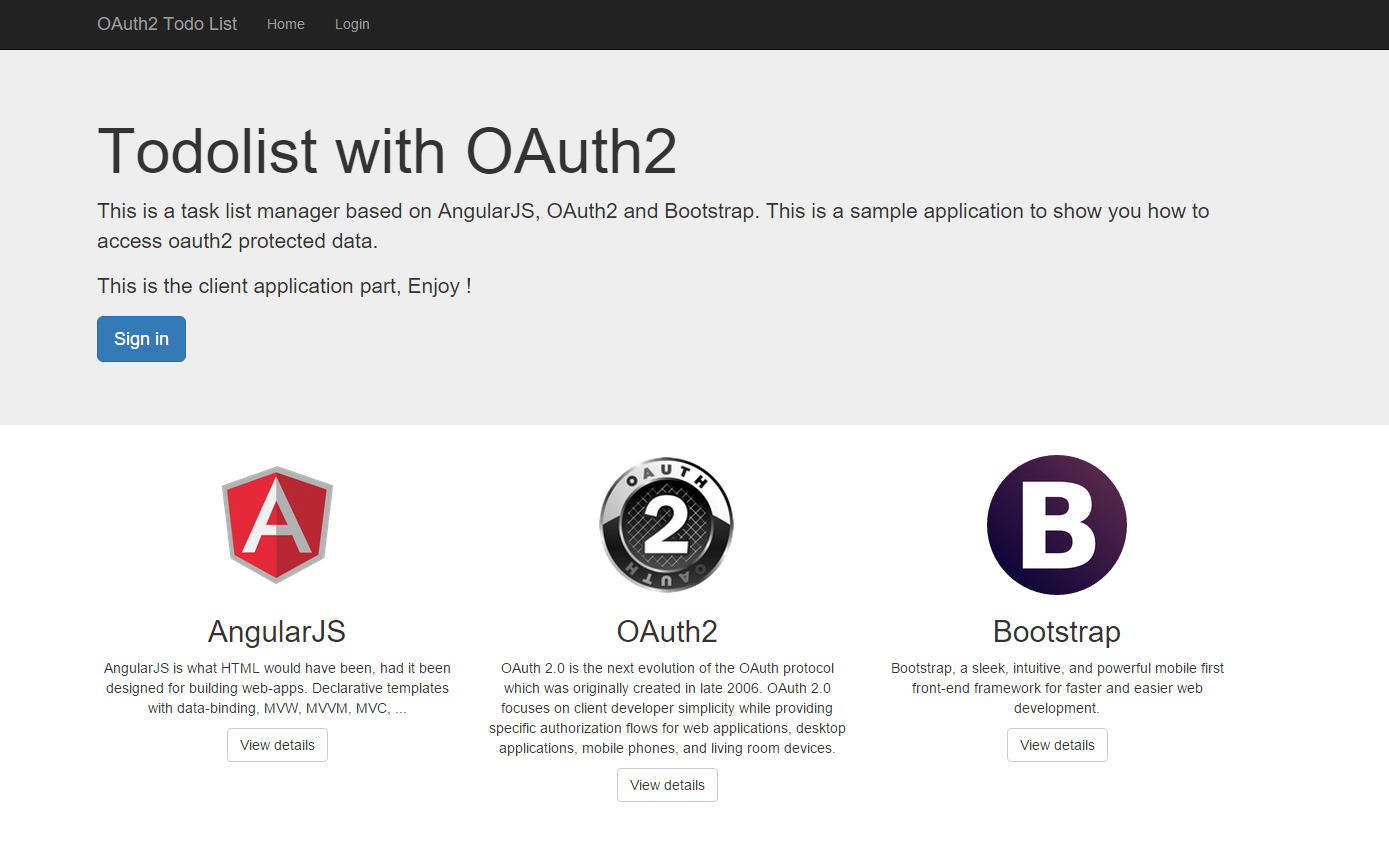 OAuth2 Todo List Home Login
Todolist with OAuth2
This is a task list manager based on AngularJS, OAuth2 and Bootstrap. This is a sample application to show you how to
access oauth2 protected data.
This is the client application part, Enjoy !
Sign in
A
OAUTH
2
OAUTH
B
AngularJS
AngularJS is what HTML would have been, had it been
designed for building web-apps. Declarative templates
with data-binding, MVW, MVVM, MVC, ...
View details
OAuth2
OAuth 2.0 is the next evolution of the OAuth protocol
which was originally created in late 2006. OAuth 2.0
focuses on client developer simplicity while providing
specific authorization flows for web applications, desktop
applications, mobile phones, and living room devices.
View details
Bootstrap
Bootstrap, a sleek, intuitive, and powerful mobile first
front-end framework for faster and easier web
development.
View details